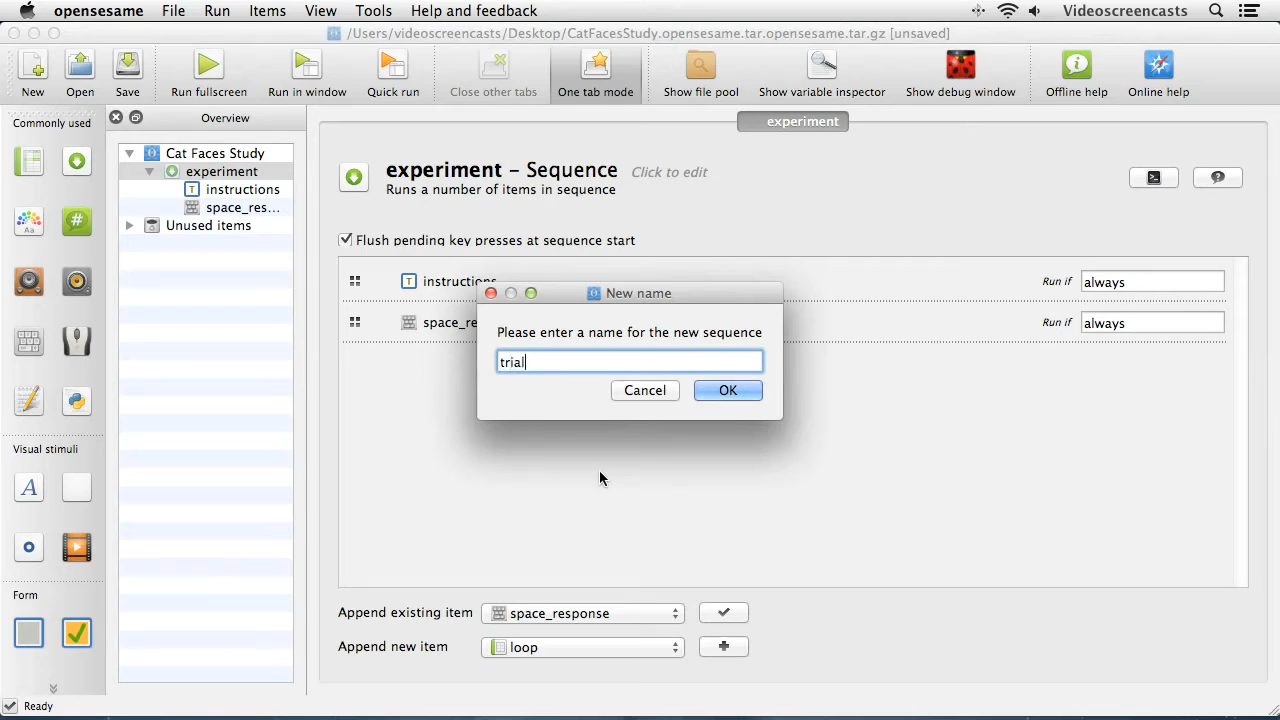 opensesame File Run Items View Tools Help and feedback Videoscreencasts
/Users/videoscreencasts/Desktop/CatFacesStudy.opensesame.tar.opensesame.tar.gz [unsaved]
New Open Save Run fullscreen Run in window Quick run Close other tabs One tab mode Show file pool Show variable inspector Show debug window Offline help Online help
Commonly used
Overview
experiment
Cat Faces Study
experiment
T instructions
space_res...
Unused items
experiment – Sequence Click to edit
Runs a number of items in sequence
Flush pending key presses at sequence start
T instructions Run if always
space_re Run if always
New name
Please enter a name for the new sequence
trial
Cancel OK
Aa #
Visual stimuli
A
Form
Append existing item space_response
Append new item loop
Ready